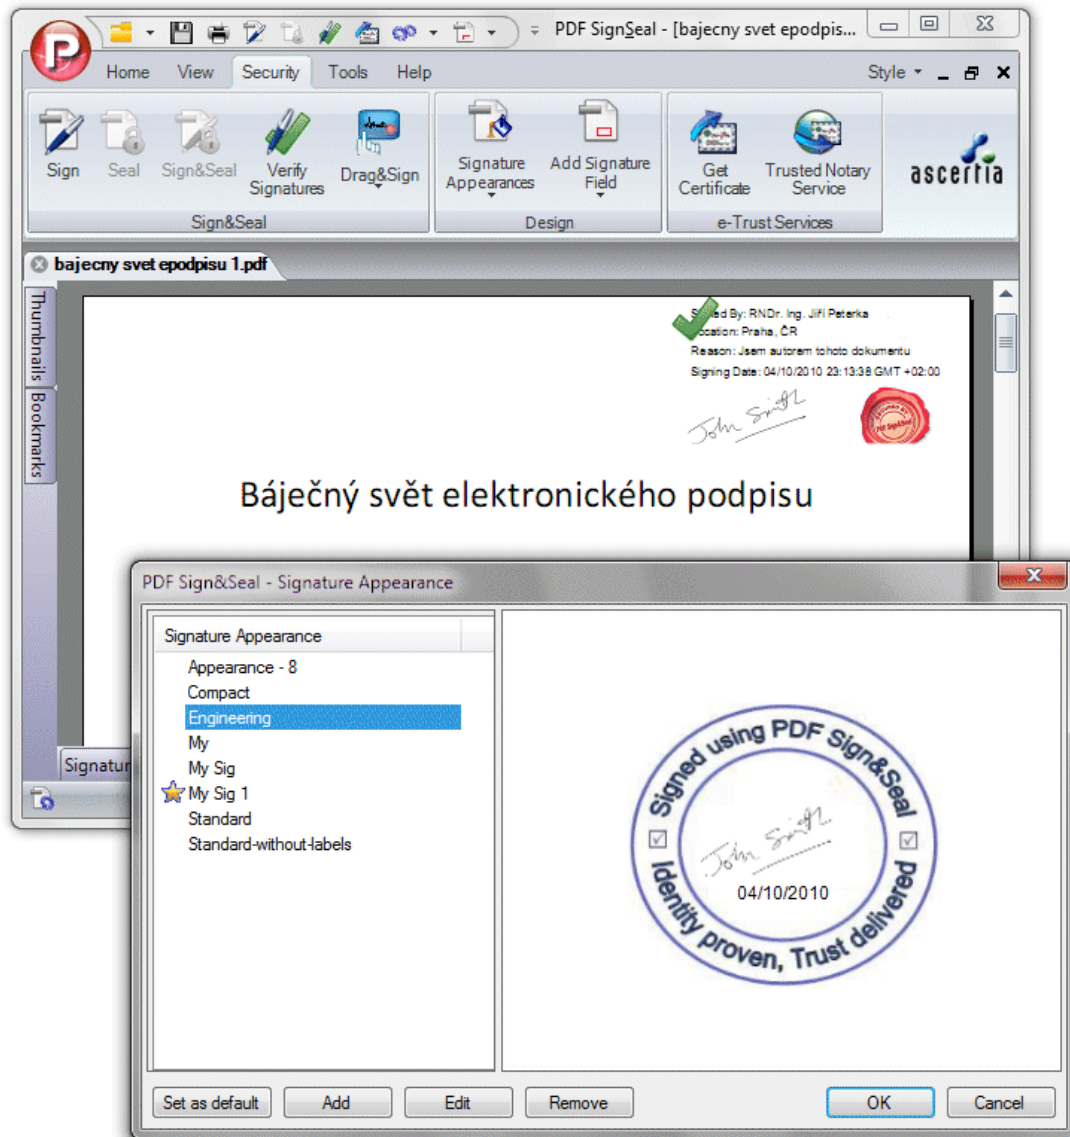 PDF SignSeal - [bajecny svet epodpis...
Home View Security Tools Help Style
Sign Seal Sign&Seal Verify Signatures Drag&Sign Signature Appearances Add Signature Field Get Certificate Trusted Notary Service ascertia
Sign&Seal Design e-Trust Services
bajecny svet epodpisu 1.pdf
Thumbnails
Bookmarks
By: RNDr. Ing. Jiří Peterka
Praha, ČR
Reason: Jsem autorem tohoto dokumentu
Signing Date: 04/10/2010 23:13:38 GMT +02:00
John Smith
Báječný svět elektronického podpisu
Signatur
PDF Sign&Seal - Signature Appearance
Signature Appearance
Appearance - 8
Compact
Engineering
My
My Sig
My Sig 1
Standard
Standard-without-labels
Signed using PDF Sign&Seal
John Smith
04/10/2010
Identity proven, Trust delivered
Set as default Add Edit Remove OK Cancel